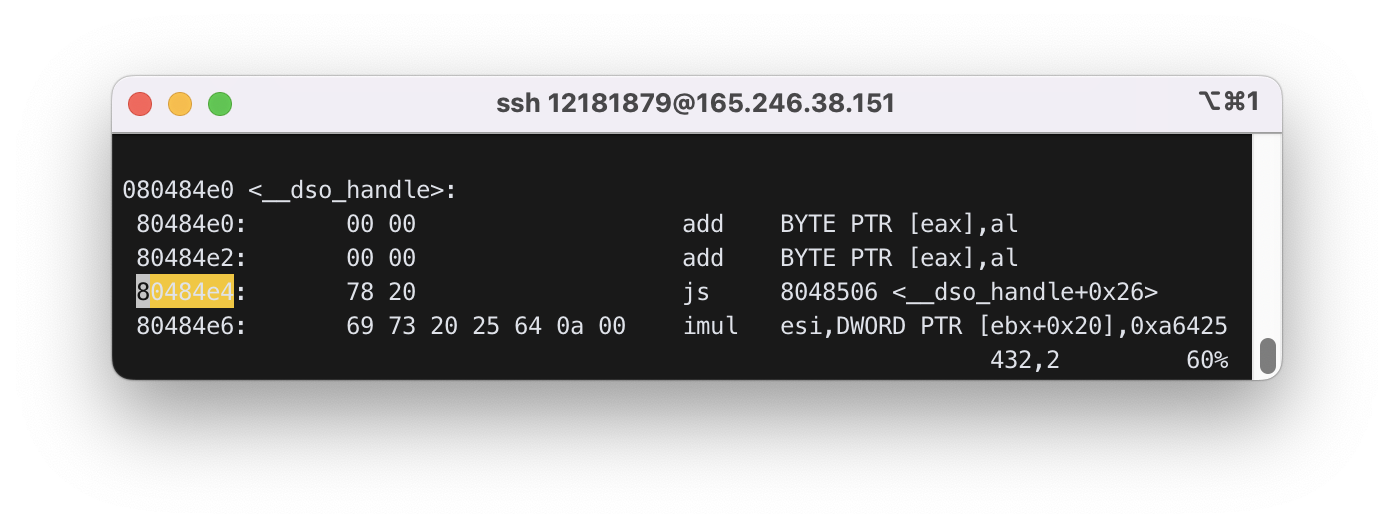 ssh 12181879@165.246.38.151 ⌥⌘1
080484e0 <__dso_handle>:
80484e0: 00 00 add BYTE PTR [eax],al
80484e2: 00 00 add BYTE PTR [eax],al
80484e4: 78 20 js 8048506 <__dso_handle+0x26>
80484e6: 69 73 20 25 64 0a 00 imul esi,DWORD PTR [ebx+0x20],0xa6425
432,2 60%